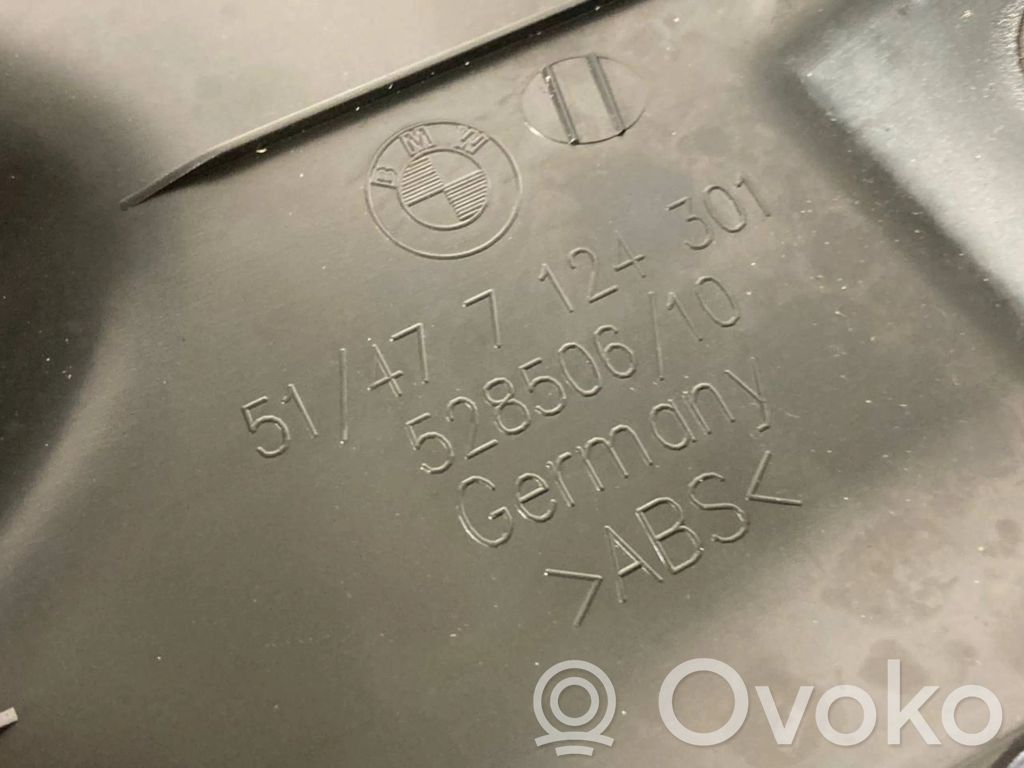 BMW
51/47 7 124 301
528506/10
Germany
>ABS<
© Ovoko